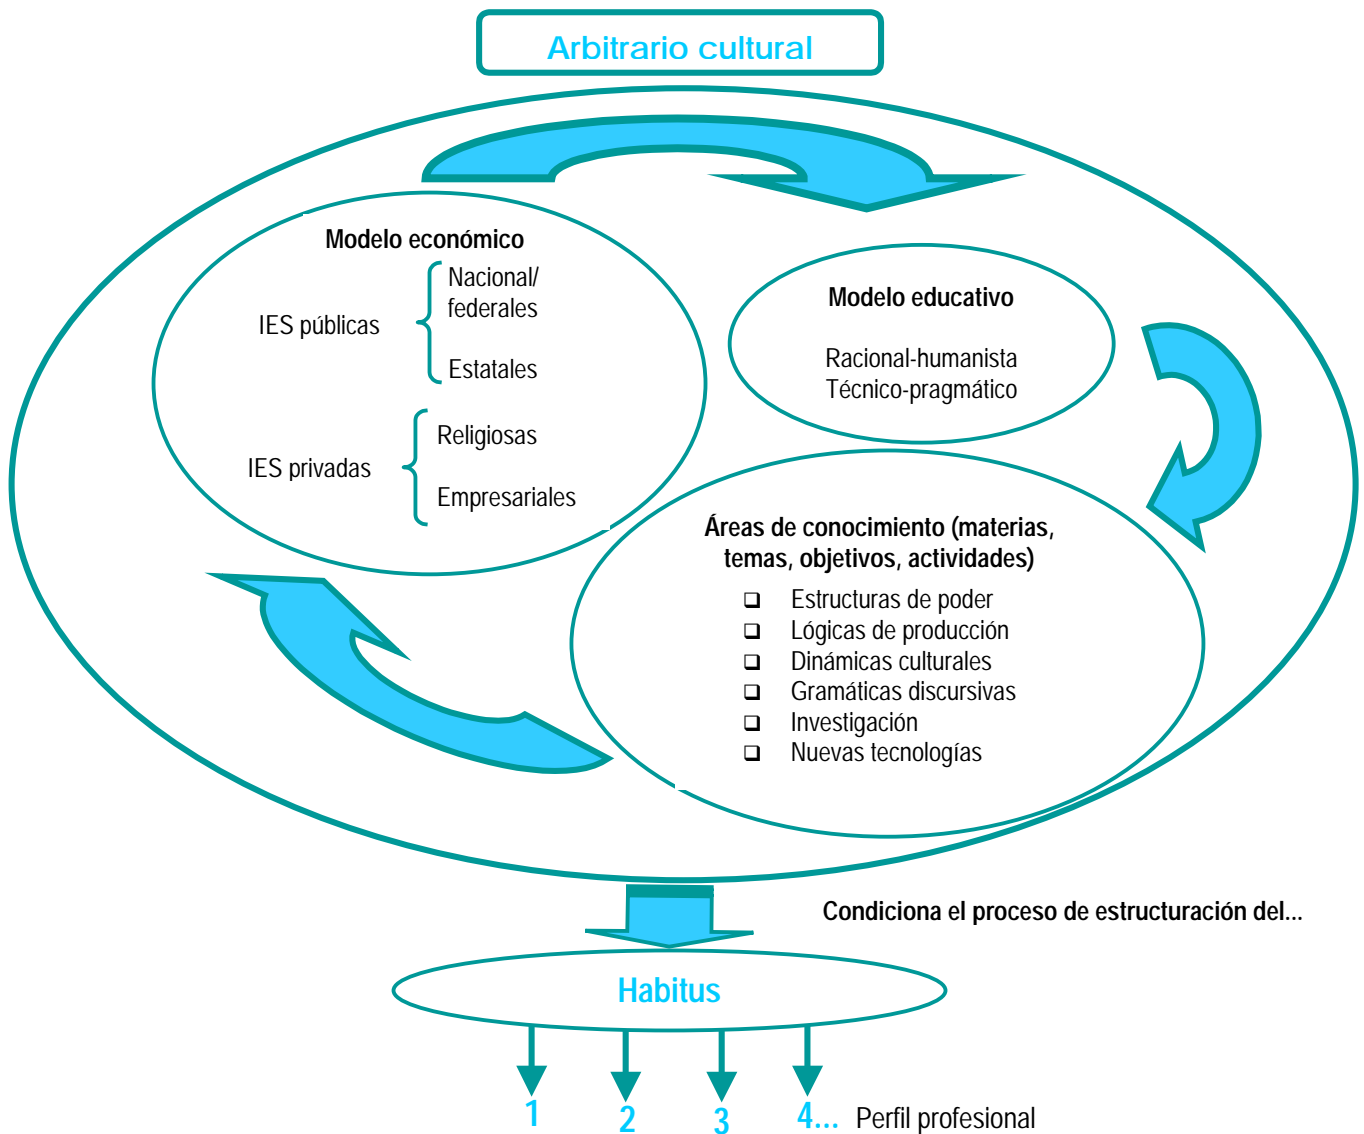 Arbitrario cultural
Modelo económico
IES públicas
Nacional/
federales
Estatales
IES privadas
Religiosas
Empresariales
Modelo educativo
Racional-humanista
Técnico-pragmático
Áreas de conocimiento (materias,
temas, objetivos, actividades)
Estructuras de poder
Lógicas de producción
Dinámicas culturales
Gramáticas discursivas
Investigación
Nuevas tecnologías
Condiciona el proceso de estructuración del...
Habitus
1 2 3 4... Perfil profesional